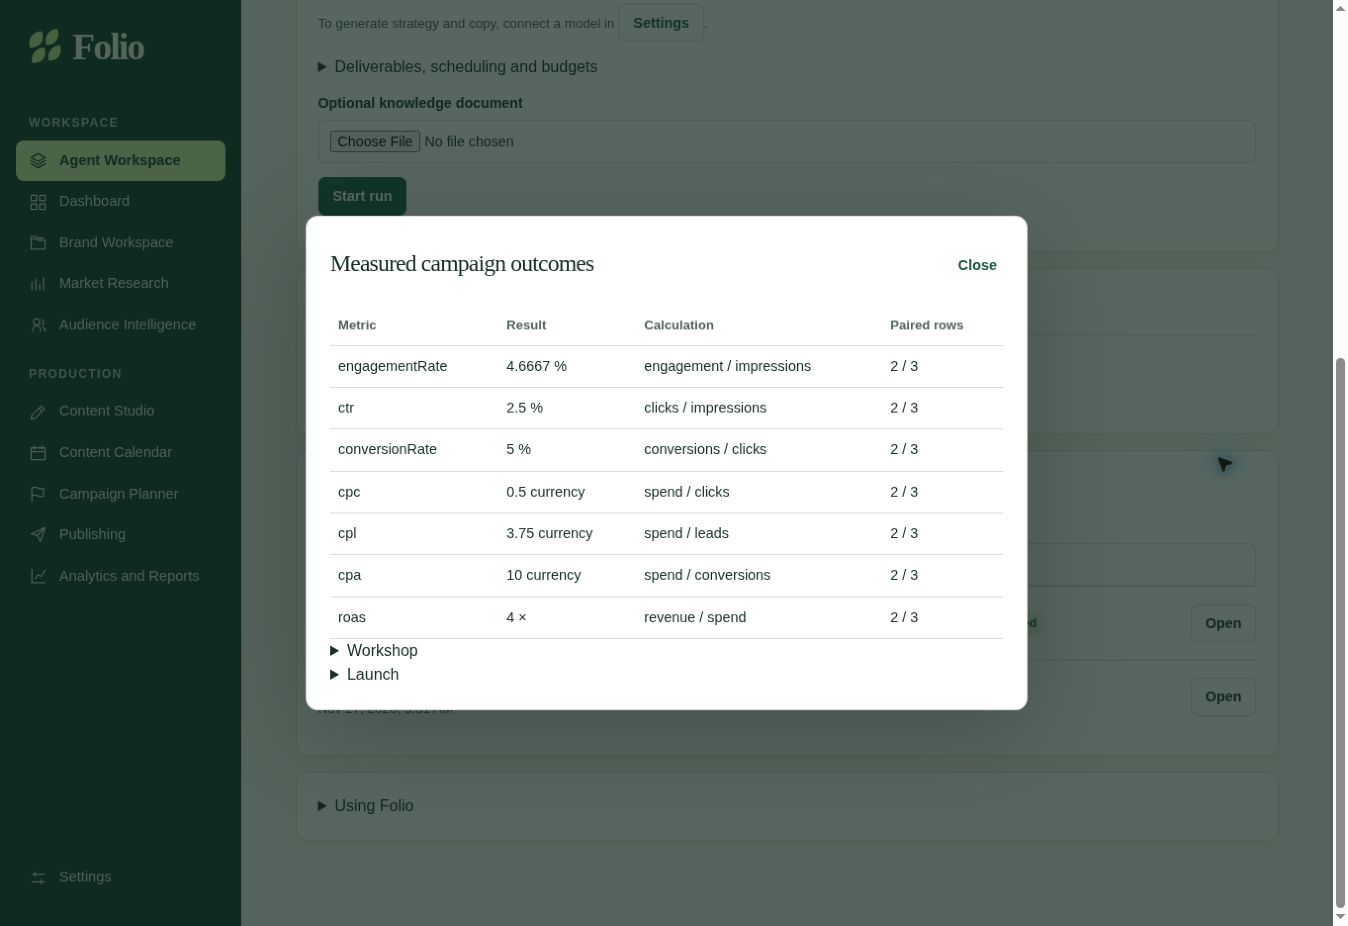 Folio
WORKSPACE
Agent Workspace
Dashboard
Brand Workspace
Market Research
Audience Intelligence
PRODUCTION
Content Studio
Content Calendar
Campaign Planner
Publishing
Analytics and Reports
Settings
To generate strategy and copy, connect a model in Settings.
Deliverables, scheduling and budgets
Optional knowledge document
Choose File No file chosen
Start run
Measured campaign outcomes
Close
Metric Result Calculation Paired rows
engagementRate 4.6667 % engagement / impressions 2 / 3
ctr 2.5 % clicks / impressions 2 / 3
conversionRate 5 % conversions / clicks 2 / 3
cpc 0.5 currency spend / clicks 2 / 3
cpl 3.75 currency spend / leads 2 / 3
cpa 10 currency spend / conversions 2 / 3
roas 4 × revenue / spend 2 / 3
Workshop
Launch
Open
Open
Using Folio